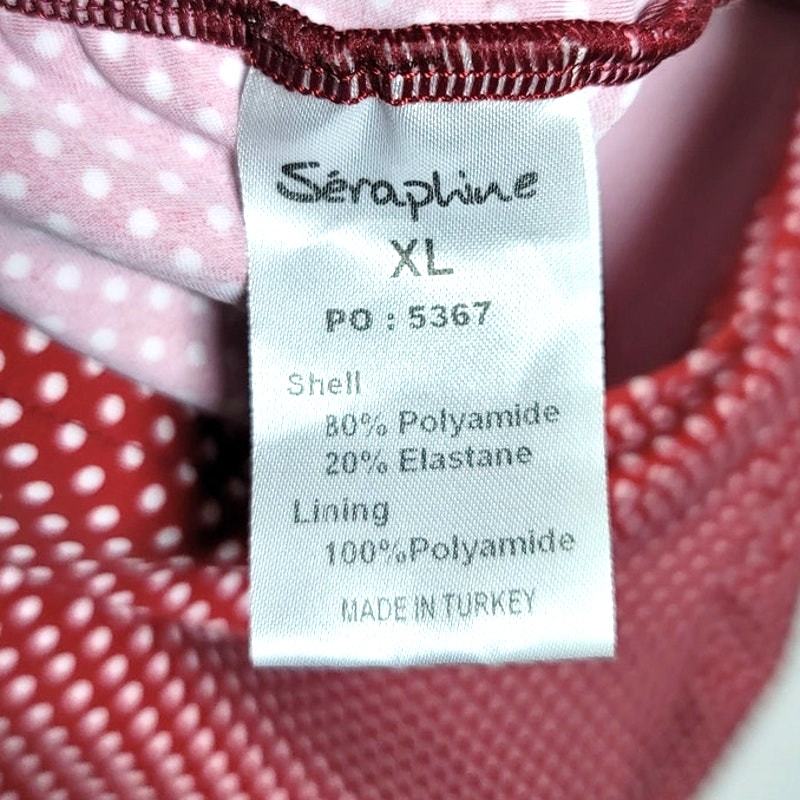 Séraphine
XL
PO : 5367
Shell
80% Polyamide
20% Elastane
Lining
100%Polyamide
MADE IN TURKEY